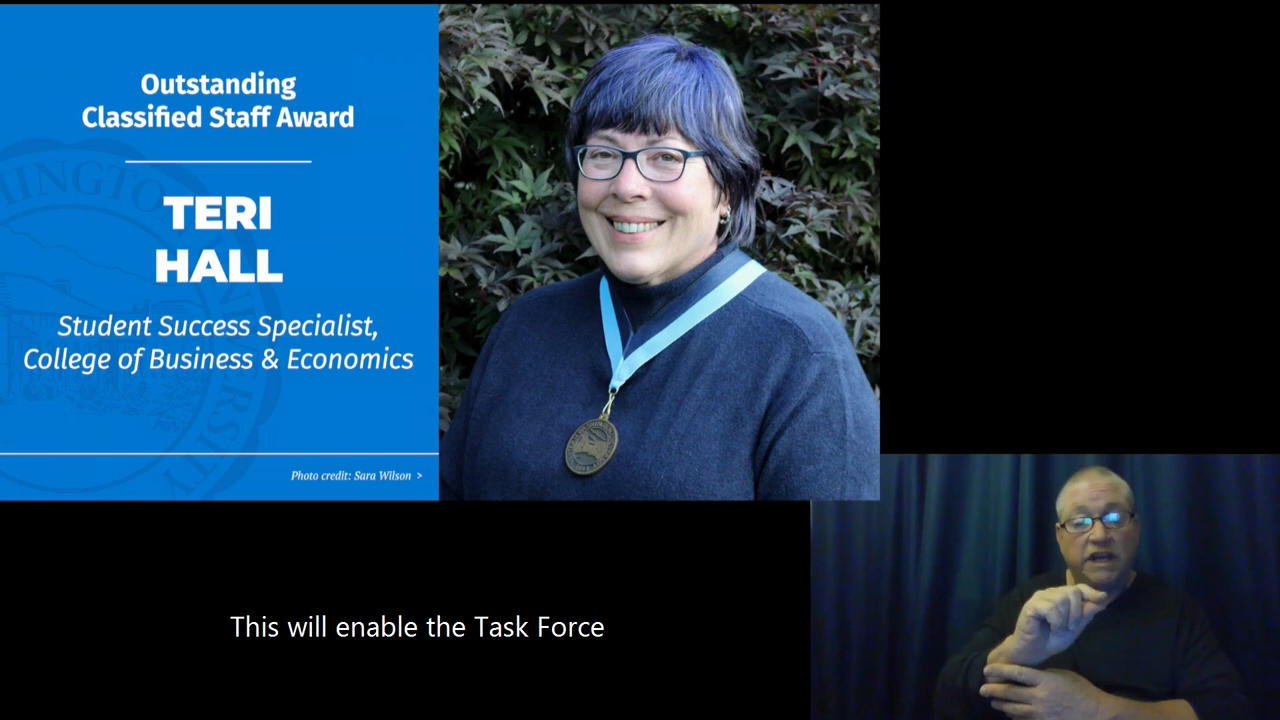 Outstanding
Classified Staff Award
TERI
HALL
Student Success Specialist,
College of Business & Economics
Photo credit: Sara Wilson >
This will enable the Task Force